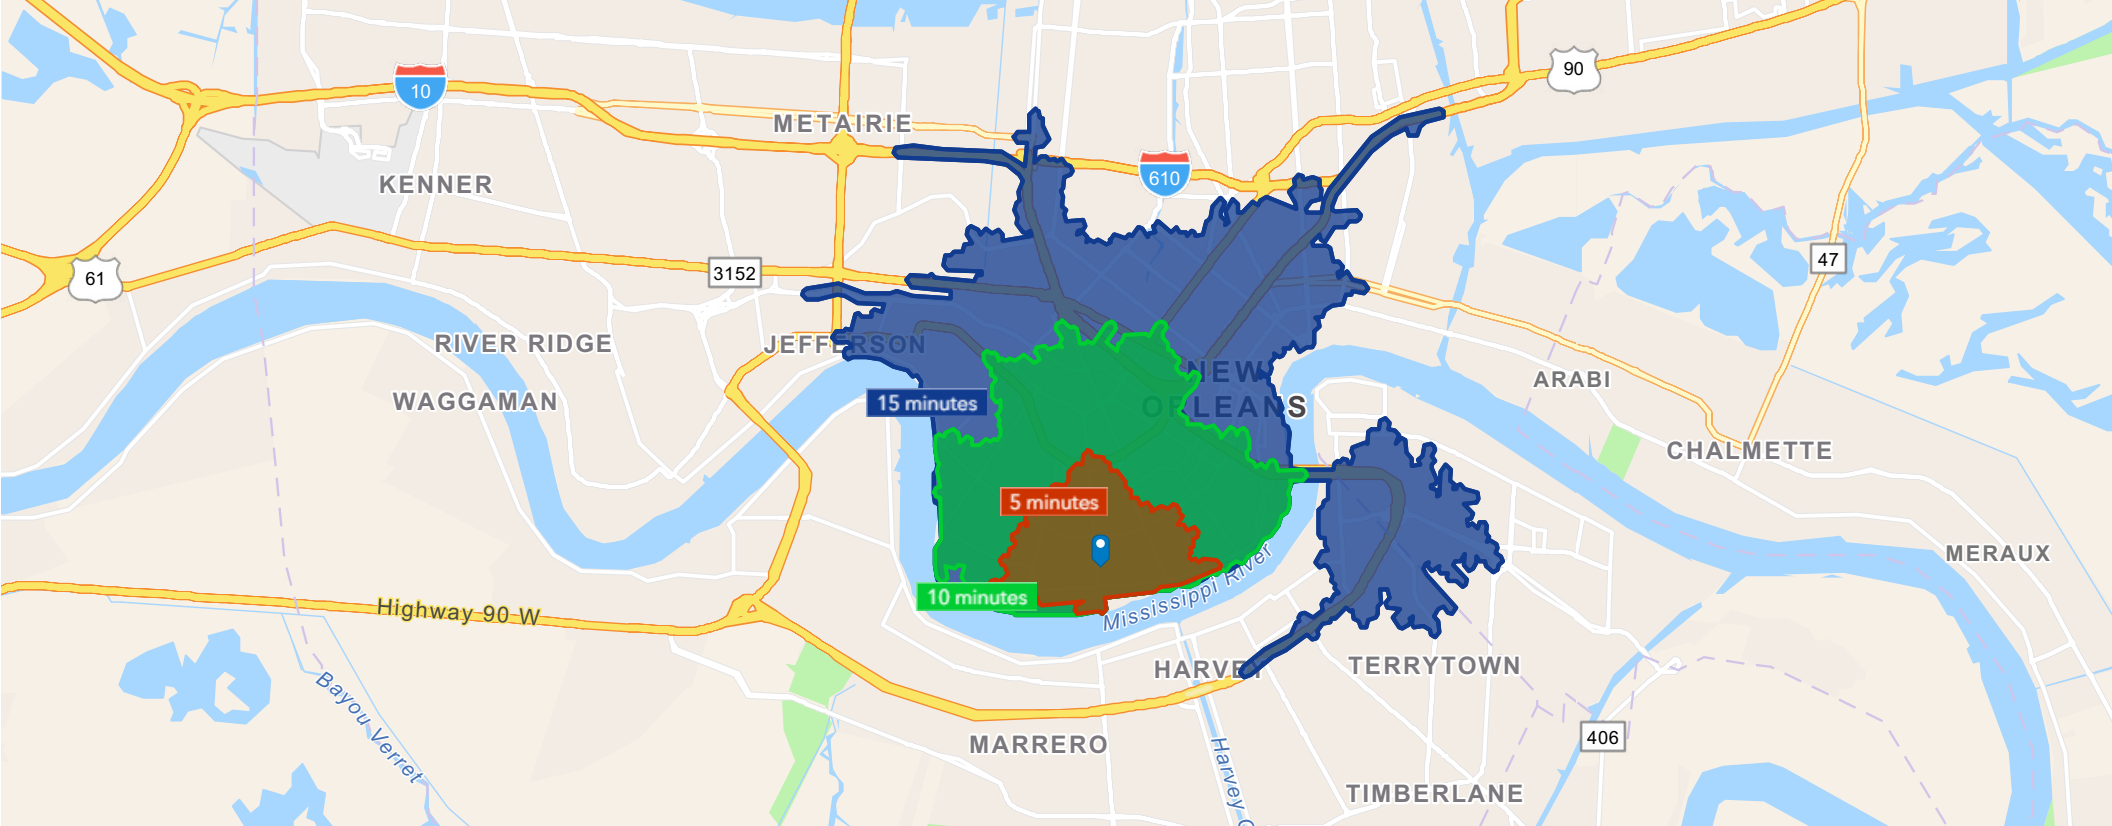 90
10
METAIRIE
610
KENNER
47
3152
61
RIVER RIDGE
JEFFERSON
NEW
ORLEANS
ARABI
WAGGAMAN
15 minutes
CHALMETTE
5 minutes
MERAUX
10 minutes
Highway 90 W
Mississippi River
HARVEY
TERRYTOWN
Bayou Verret
MARRERO
406
Harvey C
TIMBERLANE